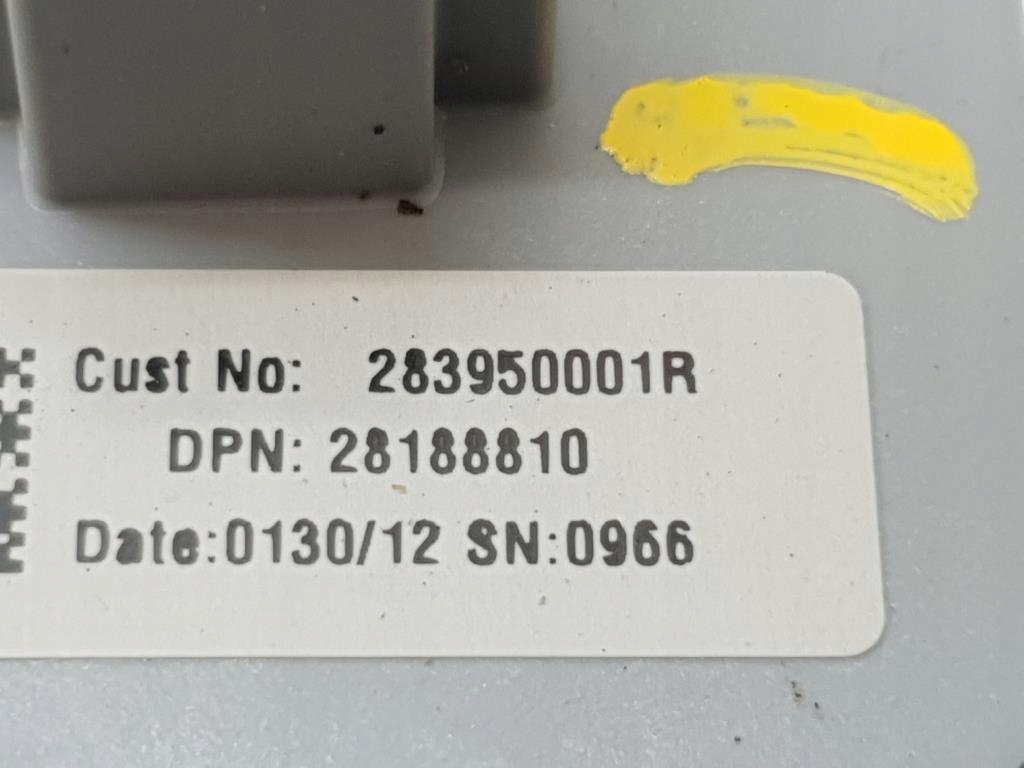 Cust No: 283950001R
DPN: 28188810
Date:0130/12 SN:0966